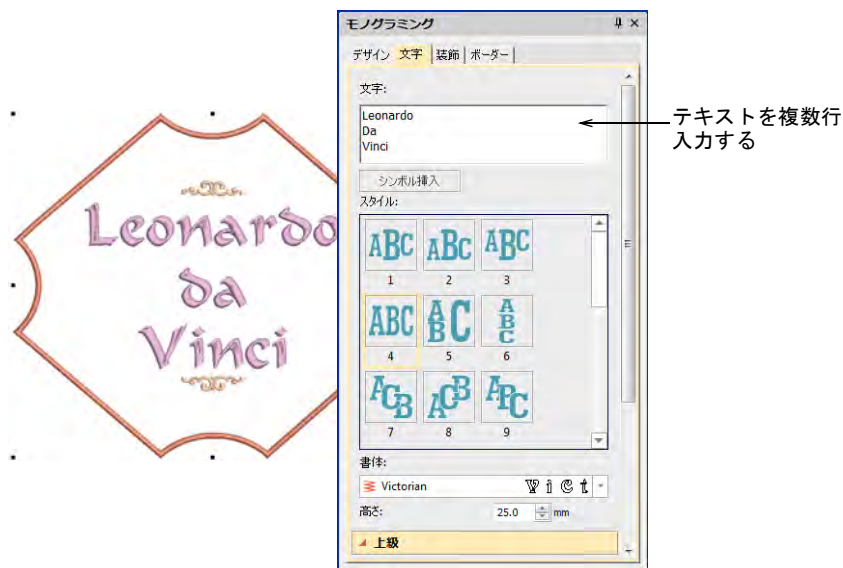 モノグラミング
デザイン 文字 装飾 ボーダー
文字:
Leonardo
Da
Vinci
テキストを複数行
入力する
シンボル挿入
スタイル:
ABC ABC ABC
1 2 3
ABC ABC ABC
4 5 6
ACB ACB APC
7 8 9
書体:
Victorian V i C t
高さ: 25.0 mm
上級
Leonardo
da
Vinci